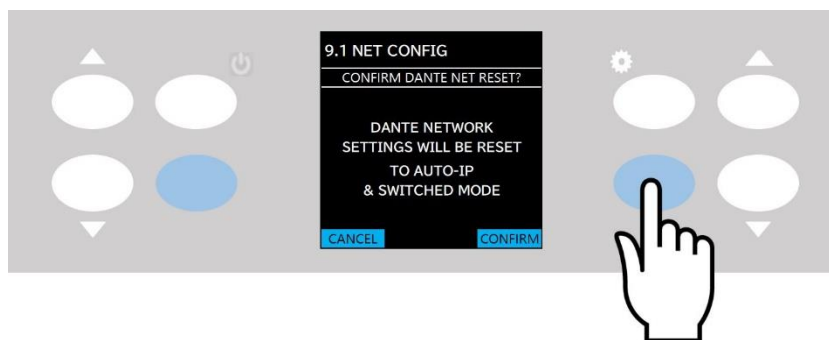 9.1 NET CONFIG
CONFIRM DANTE NET RESET?
DANTE NETWORK
SETTINGS WILL BE RESET
TO AUTO-IP
& SWITCHED MODE
CANCEL CONFIRM